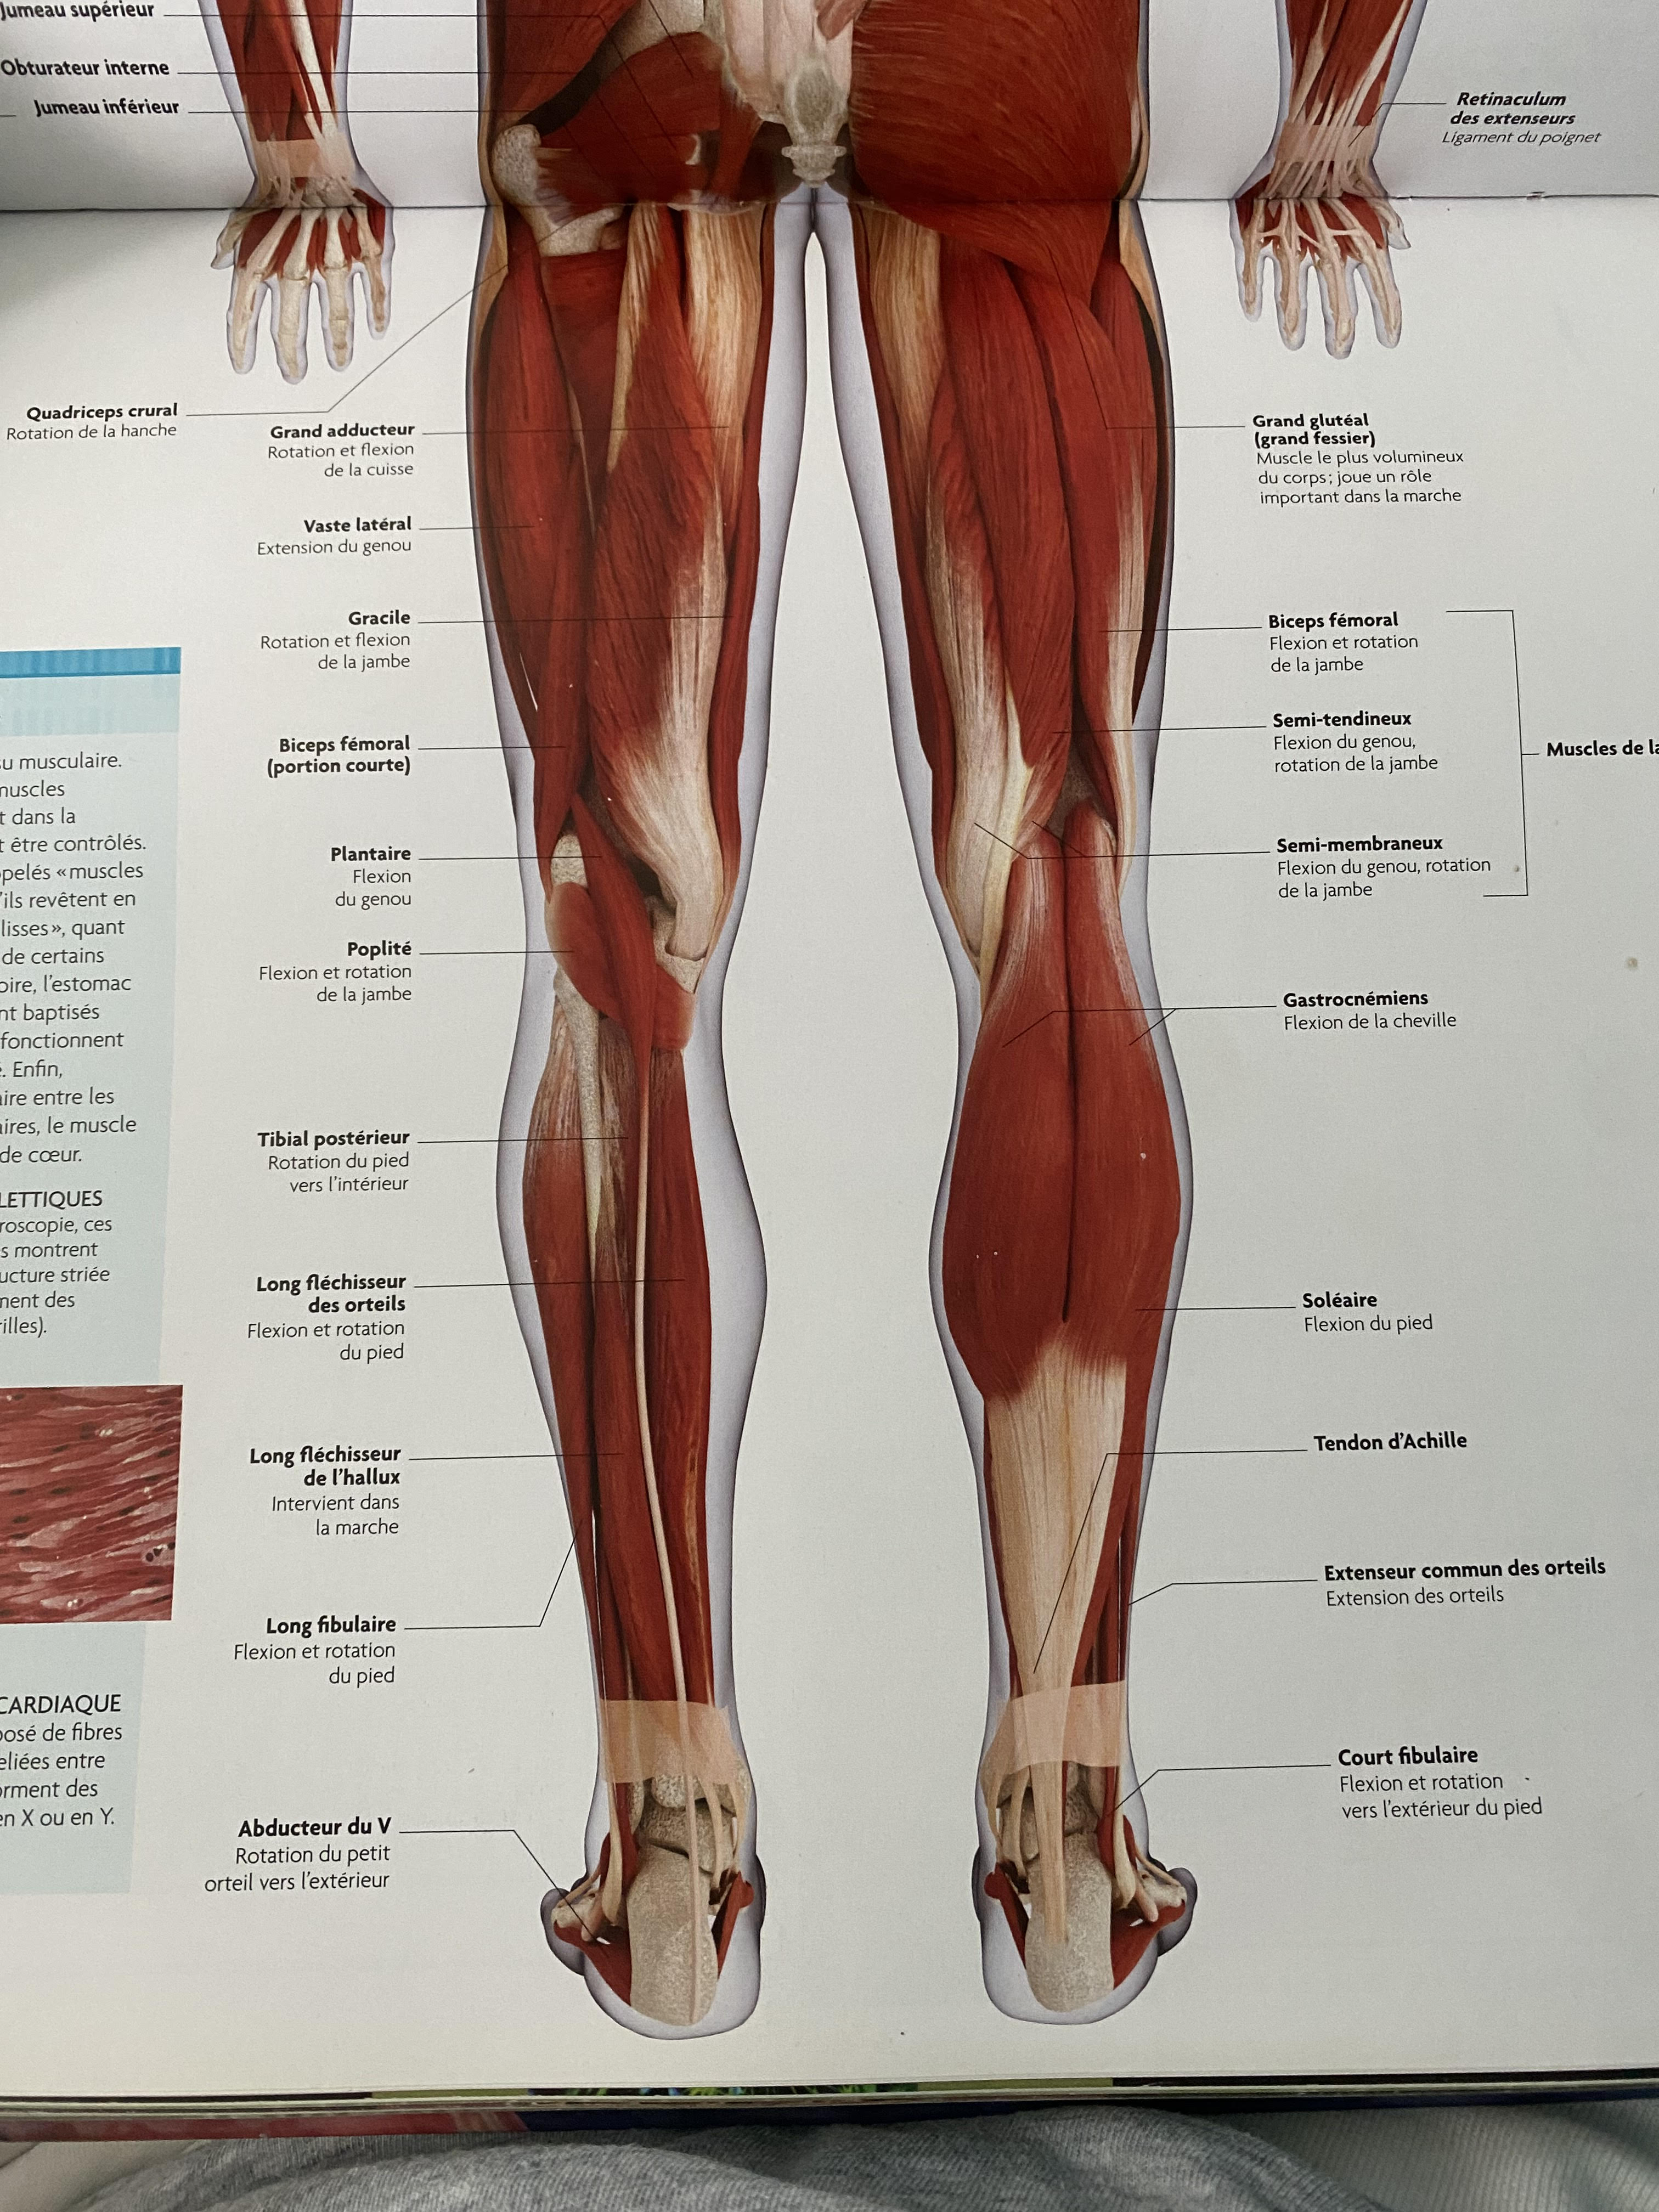 Jumeau supérieur
Obturateur interne
Jumeau inférieur
Retinaculum
des extenseurs
Ligament du poignet
Quadriceps crural
Rotation de la hanche
Grand adducteur
Rotation et flexion
de la cuisse
Vaste latéral
Extension du genou
Gracile
Rotation et flexion
de la jambe
Biceps fémoral
(portion courte)
Plantaire
Flexion
du genou
Poplité
Flexion et rotation
de la jambe
Tibial postérieur
Rotation du pied
vers l'intérieur
Long fléchisseur
des orteils
Flexion et rotation
du pied
Long fléchisseur
de l'hallux
Intervient dans
la marche
Long fibulaire
Flexion et rotation
du pied
Abducteur du V
Rotation du petit
orteil vers l'extérieur
Grand glutéal
(grand fessier)
Muscle le plus volumineux
du corps; joue un rôle
important dans la marche
Biceps fémoral
Flexion et rotation
de la jambe
Semi-tendineux
Flexion du genou,
rotation de la jambe
Semi-membraneux
Flexion du genou, rotation
de la jambe
Muscles de la
Gastrocnémiens
Flexion de la cheville
Soléaire
Flexion du pied
Tendon d'Achille
Extenseur commun des orteils
Extension des orteils
Court fibulaire
Flexion et rotation
vers l'extérieur du pied
su musculaire.
muscles
t dans la
t être contrôlés.
pelés «muscles
'ils revêtent en
lisses», quant
de certains
oire, l'estomac
nt baptisés
fonctionnent
. Enfin,
aire entre les
aires, le muscle
de cœur.
LETTIQUES
roscopie, ces
s montrent
ucture striée
ment des
rilles).
CARDIAQUE
posé de fibres
eliées entre
orment des
en X ou en Y.